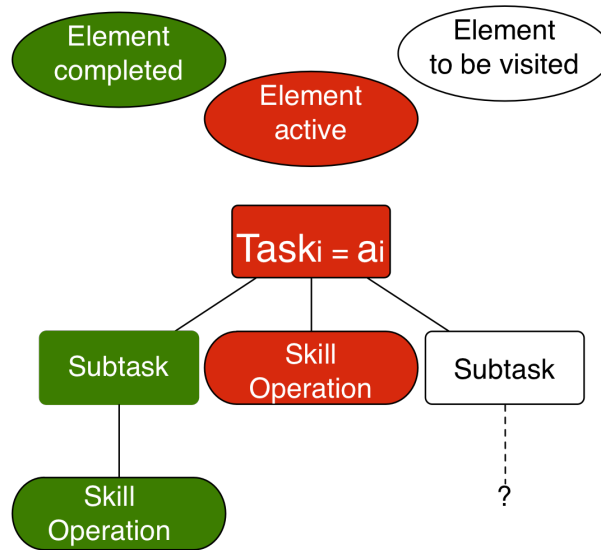 Element
completed
Element
active
Element
to be visited
Taski = ai
Subtask
Skill
Operation
Subtask
Skill
Operation
?